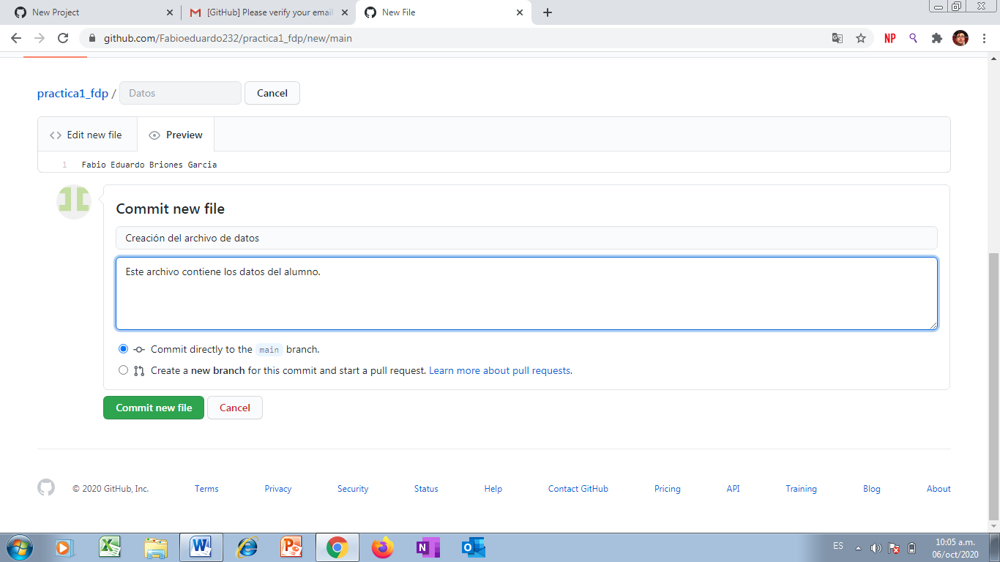 New Project
[GitHub] Please verify your email
New File
github.com/Fabioeduardo232/practica1_fdp/new/main
NP
practica1_fdp / Datos Cancel
Edit new file Preview
1 Fabio Eduardo Briones Garcia
Commit new file
Creación del archivo de datos
Este archivo contiene los datos del alumno.
Commit directly to the main branch.
Create a new branch for this commit and start a pull request. Learn more about pull requests.
Commit new file Cancel
© 2020 GitHub, Inc. Terms Privacy Security Status Help Contact GitHub Pricing API Training Blog About
ES
10:05 a.m.
06/oct/2020